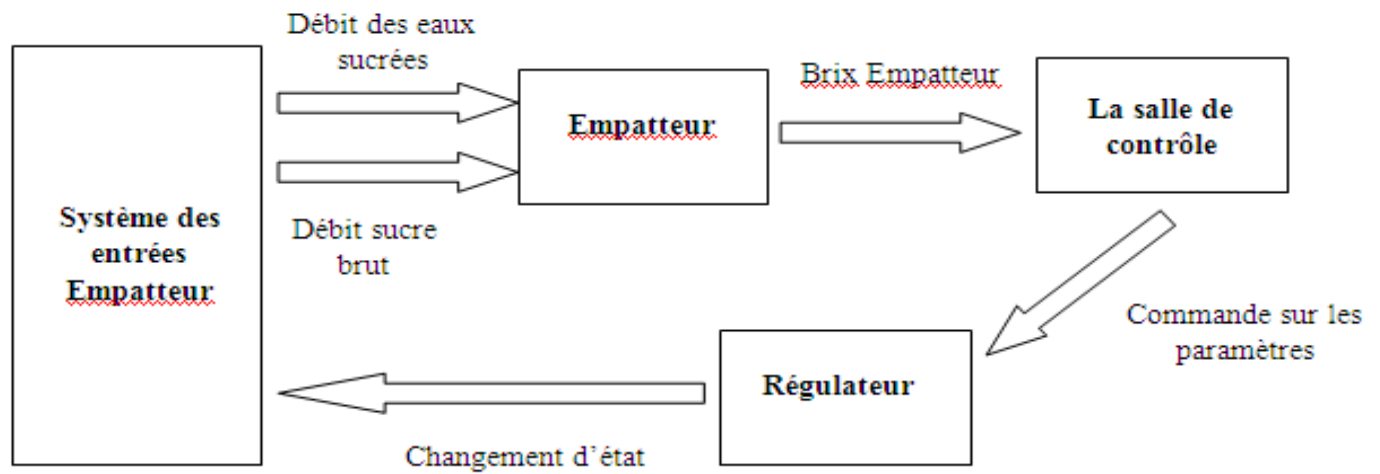 Débit des eaux
sucrées
Brix Empatteur
Empatteur
La salle de
contrôle
Système des
entrées
Empatteur
Débit sucre
brut
Commande sur les
paramètres
Régulateur
Changement d'état